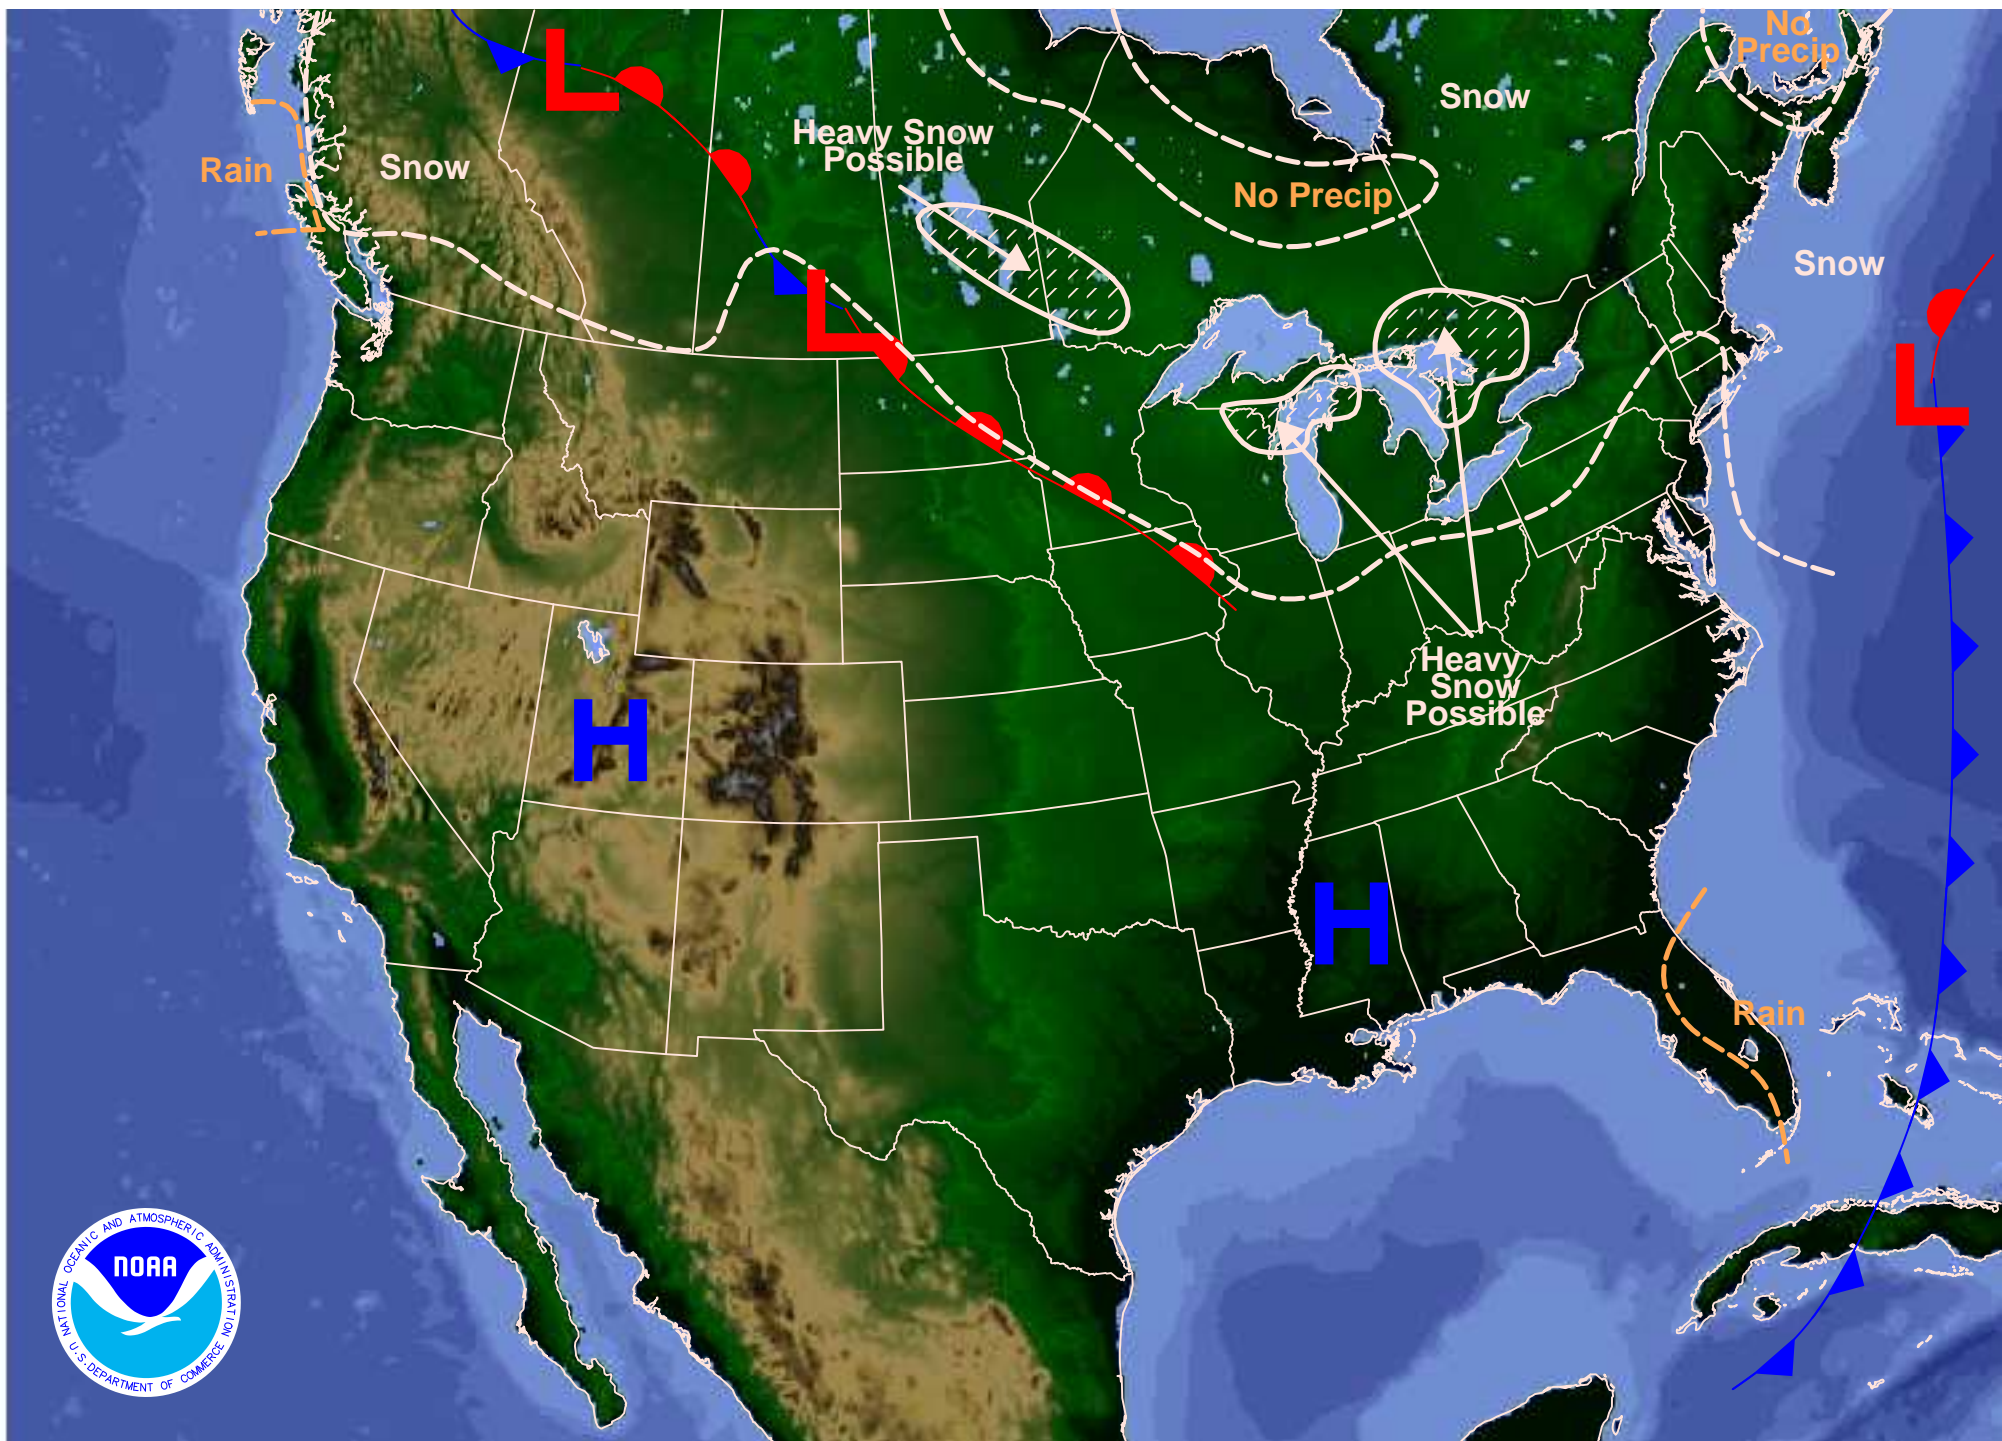 No
Precip
L
Snow
Heavy Snow
Possible
Rain
Snow
No Precip
Snow
L
L
Heavy
Snow
Possible
H
H
Rain
NATIONAL OCEANIC AND ATMOSPHERIC ADMINISTRATION
NOAA
U.S. DEPARTMENT OF COMMERCE